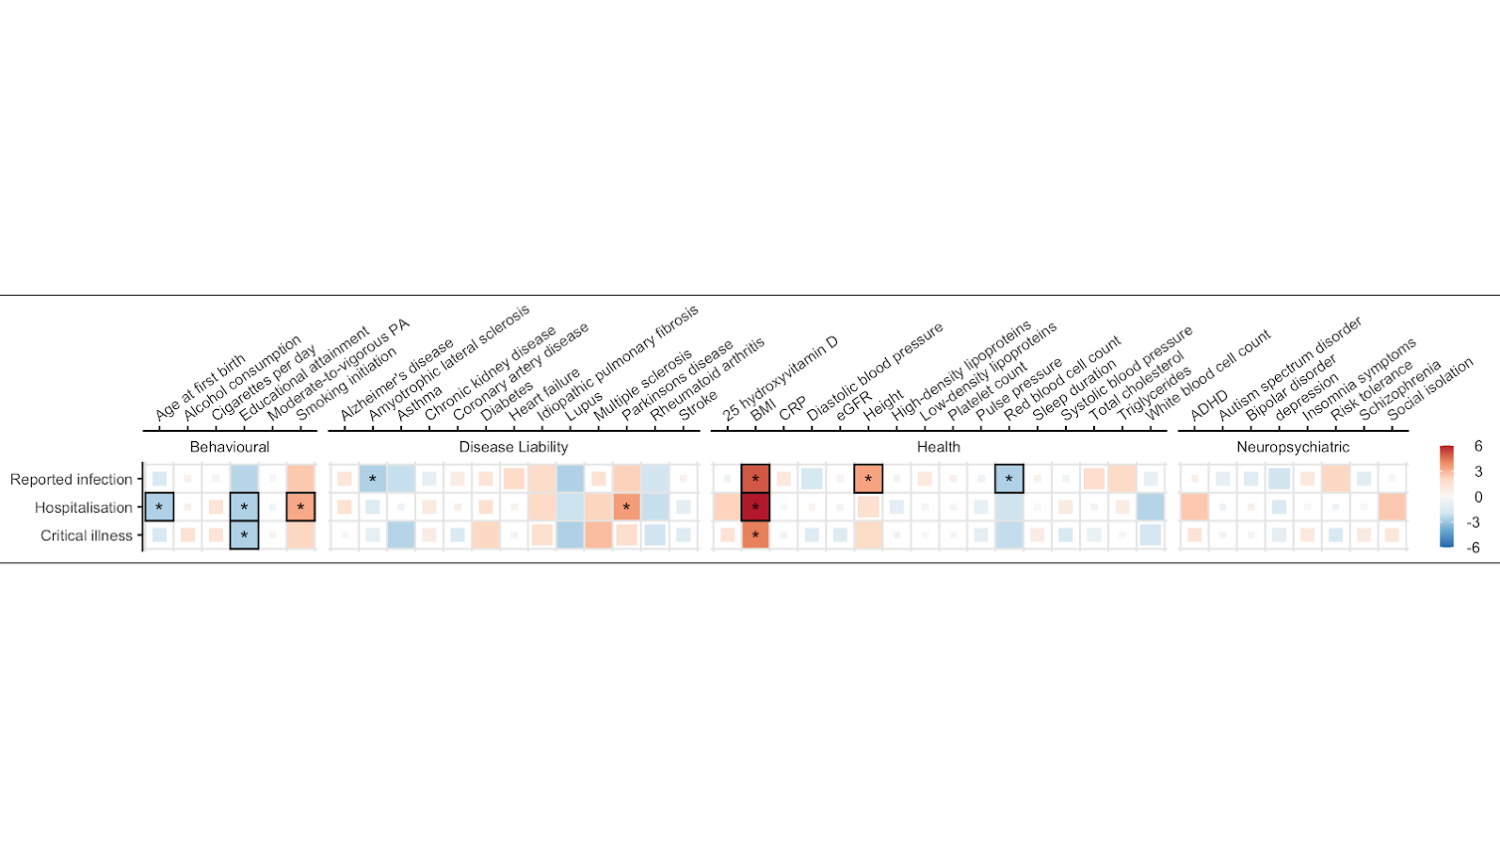 Age at first birth
Alcohol consumption
Cigarettes per day
Educational attainment
Moderate-to-vigorous PA
Smoking initiation
Alzheimer's disease
Amyotrophic lateral sclerosis
Asthma
Chronic kidney disease
Coronary artery disease
Diabetes
Heart failure
Idiopathic pulmonary fibrosis
Lupus
Multiple sclerosis
Parkinsons disease
Rheumatoid arthritis
Stroke
25 hydroxyvitamin D
BMI
CRP
Diastolic blood pressure
eGFR
Height
High-density lipoproteins
Low-density lipoproteins
Platelet count
Pulse pressure
Red blood cell count
Sleep duration
Systolic blood pressure
Total cholesterol
Triglycerides
White blood cell count
ADHD
Autism spectrum disorder
Bipolar disorder
depression
Insomnia symptoms
Risk tolerance
Schizophrenia
Social isolation
Behavioural
Disease Liability
Health
Neuropsychiatric
Reported infection * * * *
Hospitalisation * * * * *
Critical illness * *
6
3
0
-3
-6